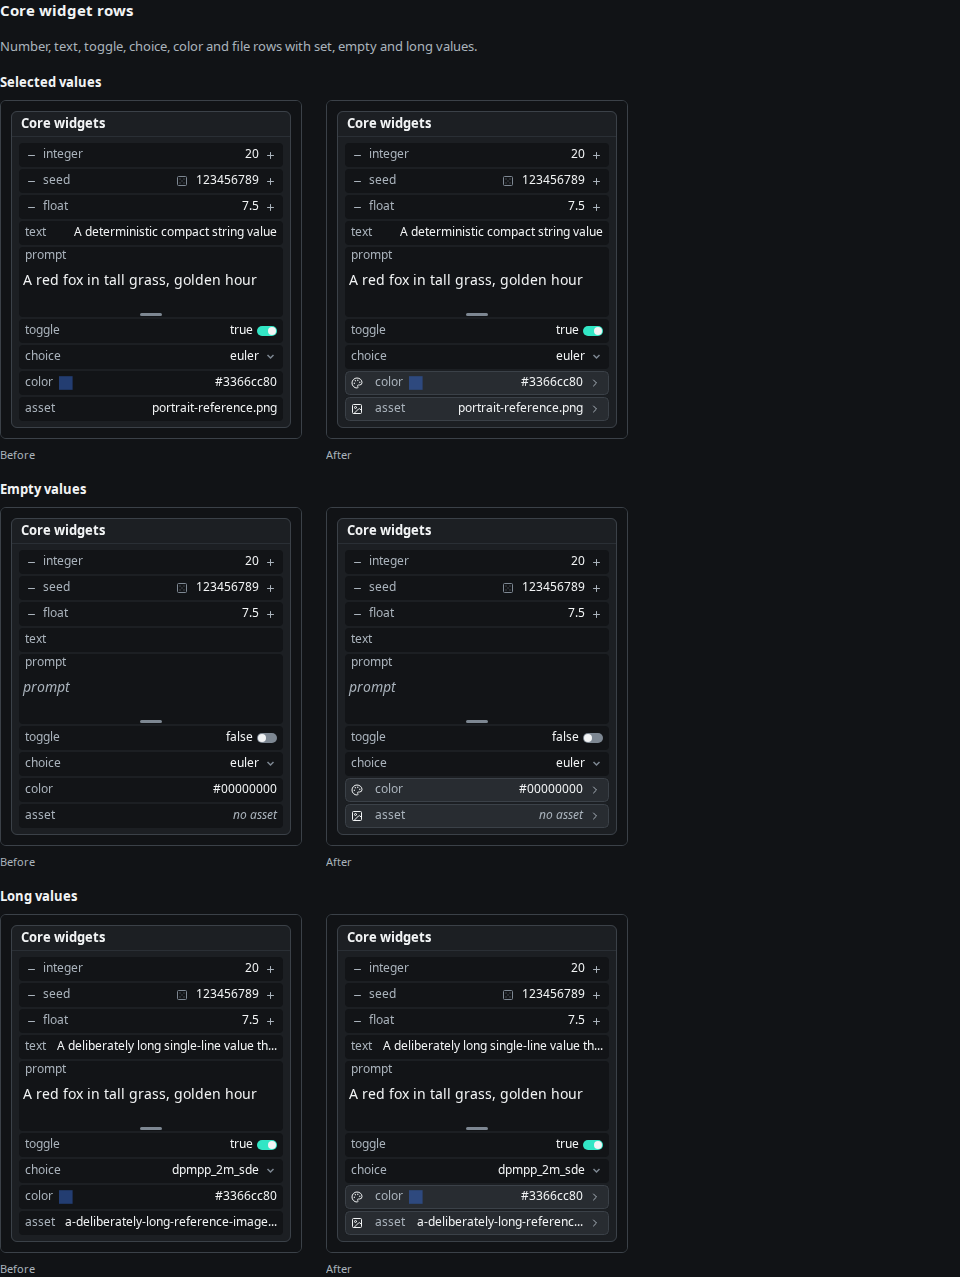 Core widget rows
Number, text, toggle, choice, color and file rows with set, empty and long values.
Selected values
Core widgets
– integer 20 +
– seed 123456789 +
– float 7.5 +
text A deterministic compact string value
prompt
A red fox in tall grass, golden hour
toggle true
choice euler
color #3366cc80
asset portrait-reference.png
Before
Core widgets
– integer 20 +
– seed 123456789 +
– float 7.5 +
text A deterministic compact string value
prompt
A red fox in tall grass, golden hour
toggle true
choice euler
color #3366cc80
asset portrait-reference.png
After
Empty values
Core widgets
– integer 20 +
– seed 123456789 +
– float 7.5 +
text
prompt
prompt
toggle false
choice euler
color #00000000
asset no asset
Before
Core widgets
– integer 20 +
– seed 123456789 +
– float 7.5 +
text
prompt
prompt
toggle false
choice euler
color #00000000
asset no asset
After
Long values
Core widgets
– integer 20 +
– seed 123456789 +
– float 7.5 +
text A deliberately long single-line value th...
prompt
A red fox in tall grass, golden hour
toggle true
choice dpmpp_2m_sde
color #3366cc80
asset a-deliberately-long-reference-image...
Before
Core widgets
– integer 20 +
– seed 123456789 +
– float 7.5 +
text A deliberately long single-line value th...
prompt
A red fox in tall grass, golden hour
toggle true
choice dpmpp_2m_sde
color #3366cc80
asset a-deliberately-long-referenc...
After